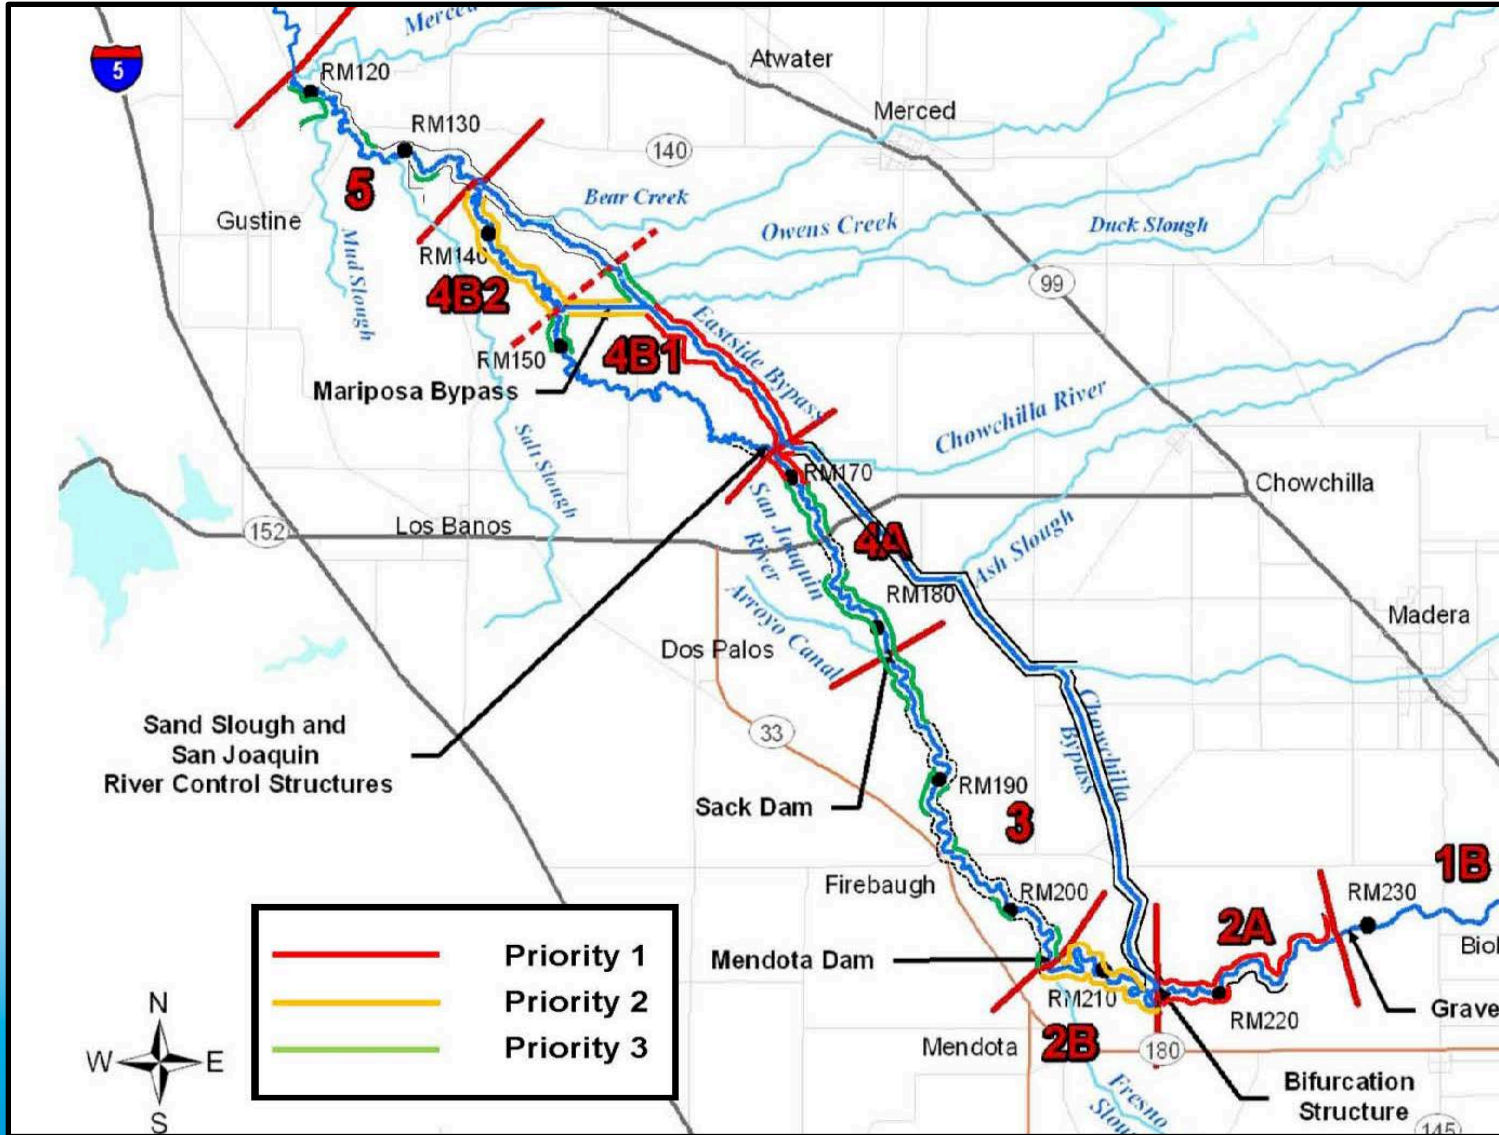 Merced
5
RM120
Atwater
Merced
RM130
140
5
Bear Creek
Gustine
Owens Creek
Duck Slough
Mud Slough
RM140
99
4B2
Eastside Bypass
RM150
4B1
Mariposa Bypass
Chowchilla River
Salt Slough
RM170
Chowchilla
San Joaquin
River
152
Los Banos
4A
Ash Slough
RM180
Arroyo Canal
Madera
Dos Palos
Sand Slough and
San Joaquin
River Control Structures
33
Chowchilla
Bypass
RM190
Sack Dam
3
1B
Firebaugh
RM200
RM230
2A
Priority 1
Mendota Dam
RM210
Priority 2
RM220
Priority 3
Mendota
2B
180
N
W
E
S
Bifurcation
Structure
Fresno
145